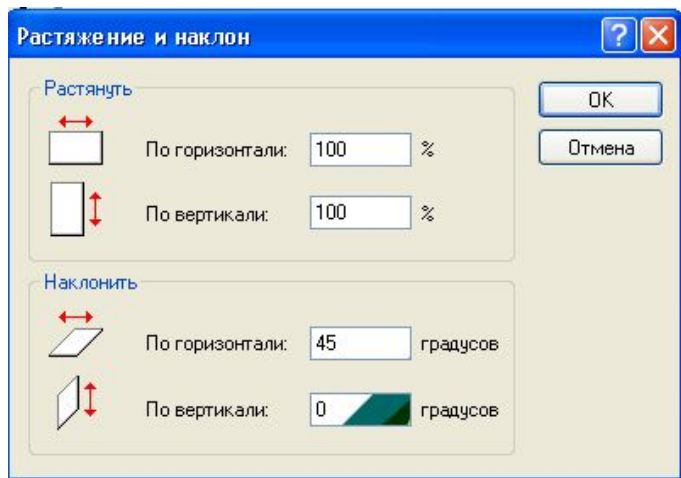 Растяжение и наклон
Растянуть
По горизонтали: 100 %
По вертикали: 100 %
Наклонить
По горизонтали: 45 градусов
По вертикали: 0 градусов
ОК
Отмена